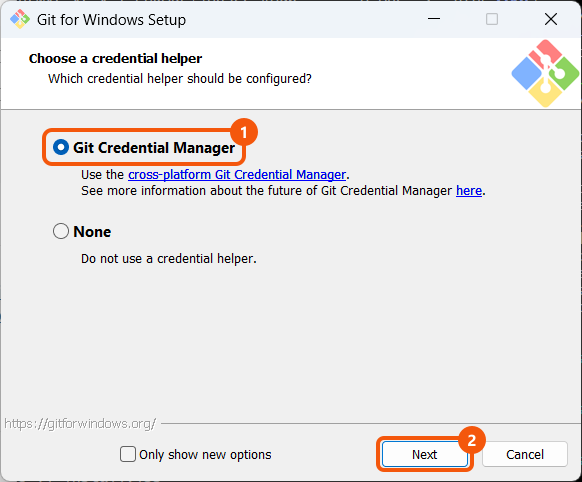 Git for Windows Setup
Choose a credential helper
Which credential helper should be configured?
1
Git Credential Manager
Use the cross-platform Git Credential Manager.
See more information about the future of Git Credential Manager here.
None
Do not use a credential helper.
https://gitforwindows.org/
2
Only show new options
Next
Cancel